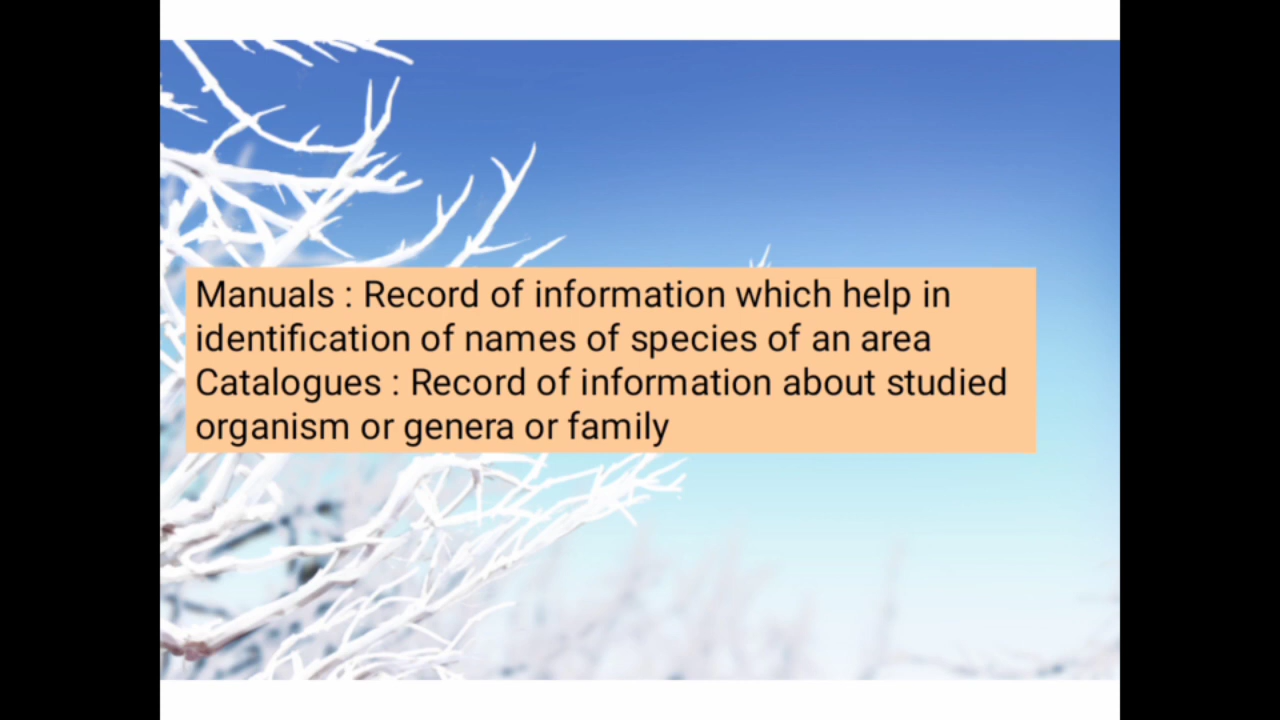 Manuals : Record of information which help in
identification of names of species of an area
Catalogues : Record of information about studied
organism or genera or family